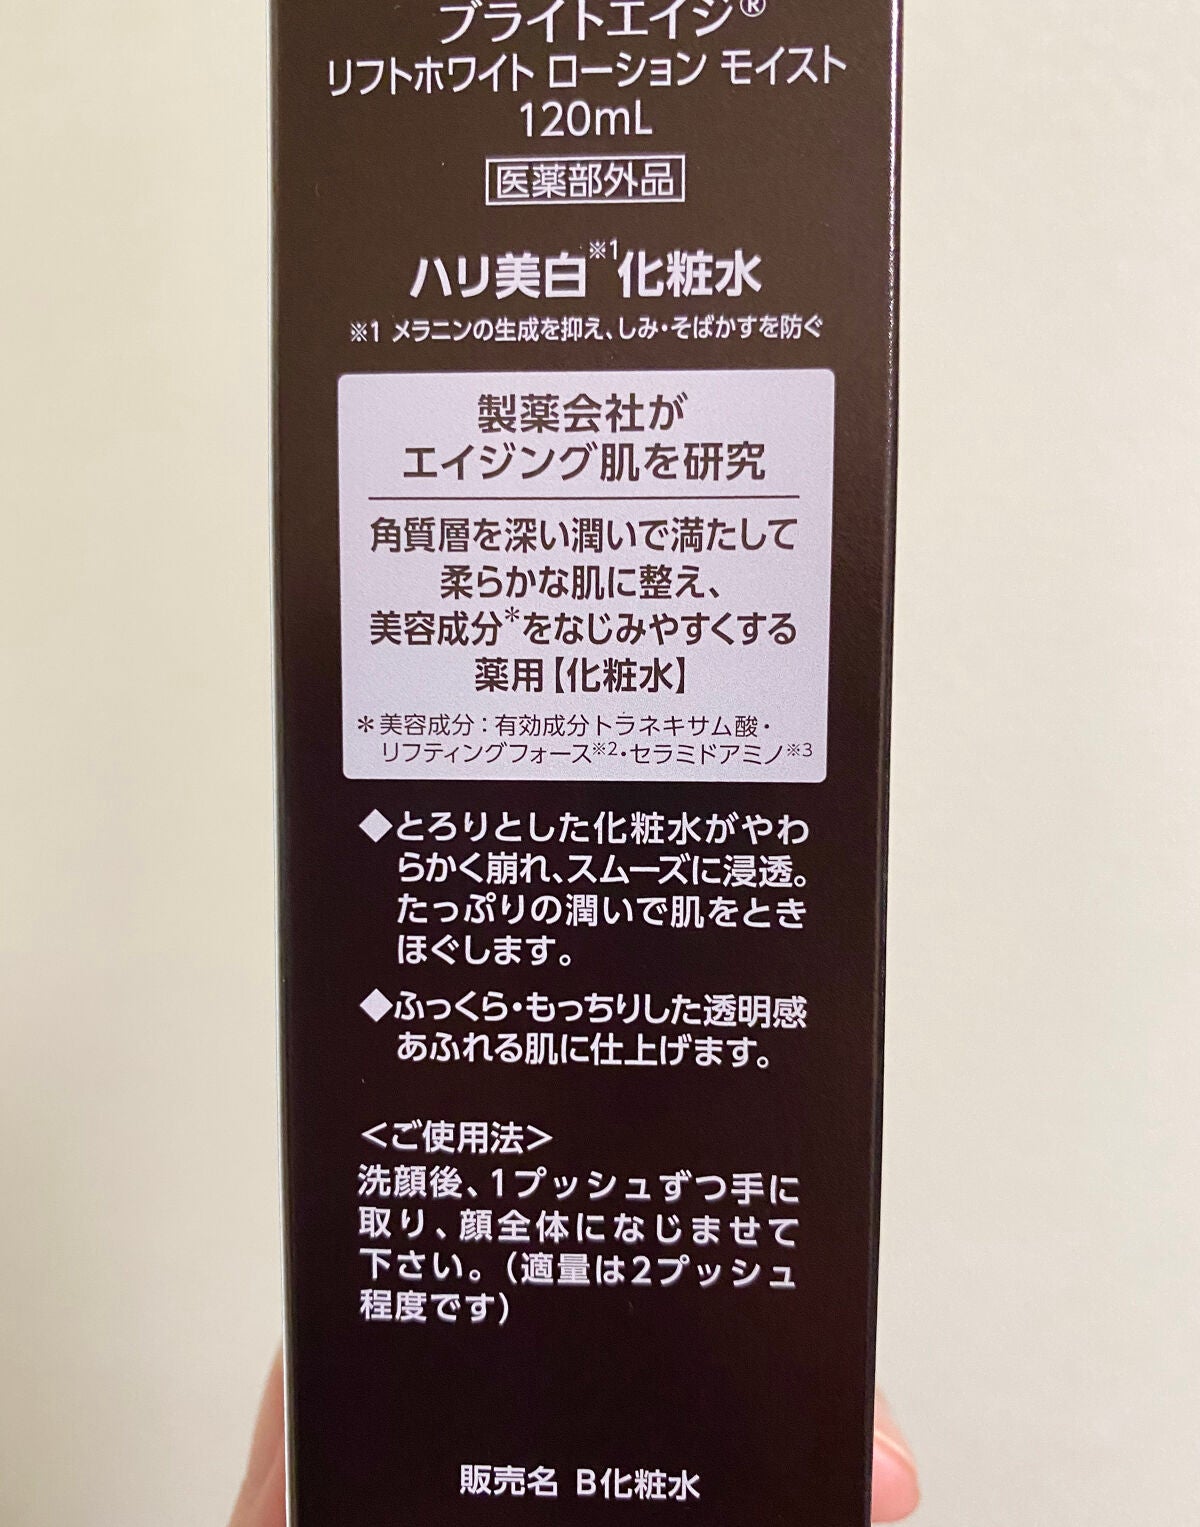 ブライトエイジ®
リフトホワイト ローション モイスト
120mL
医薬部外品
ハリ美白※1化粧水
※1 メラニンの生成を抑え、しみ・そばかすを防ぐ
製薬会社が
エイジング肌を研究
角質層を深い潤いで満たして
柔らかな肌に整え、
美容成分＊をなじみやすくする
薬用【化粧水】
＊美容成分：有効成分トラネキサム酸・
リフティングフォース※2・セラミドアミノ※3
◆とろりとした化粧水がやわ
らかく崩れ、スムーズに浸透。
たっぷりの潤いで肌をとき
ほぐします。
◆ふっくら・もっちりした透明感
あふれる肌に仕上げます。
＜ご使用法＞
洗顔後、1プッシュずつ手に
取り、顔全体になじませて
下さい。（適量は2プッシュ
程度です）
販売名 B化粧水